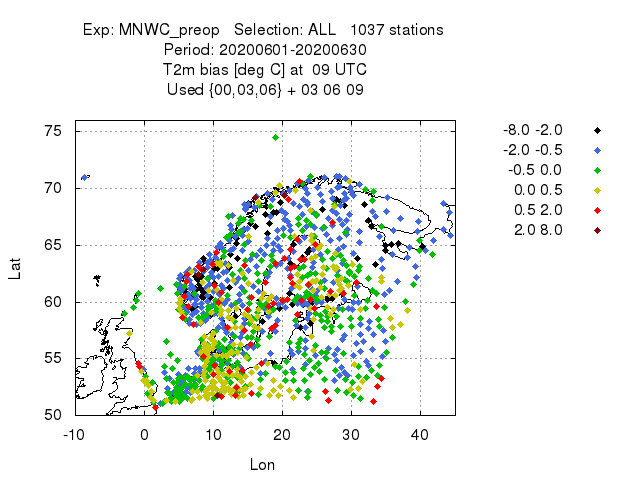 Exp: MNWC_preop   Selection: ALL   1037 stations
Period: 20200601-20200630
T2m bias [deg C] at  09 UTC
Used {00,03,06} + 03 06 09
-8.0 -2.0
-2.0 -0.5
-0.5 0.0
0.0 0.5
0.5 2.0
2.0 8.0
75
70
65
60
55
50
Lat
-10 0 10 20 30 40
Lon